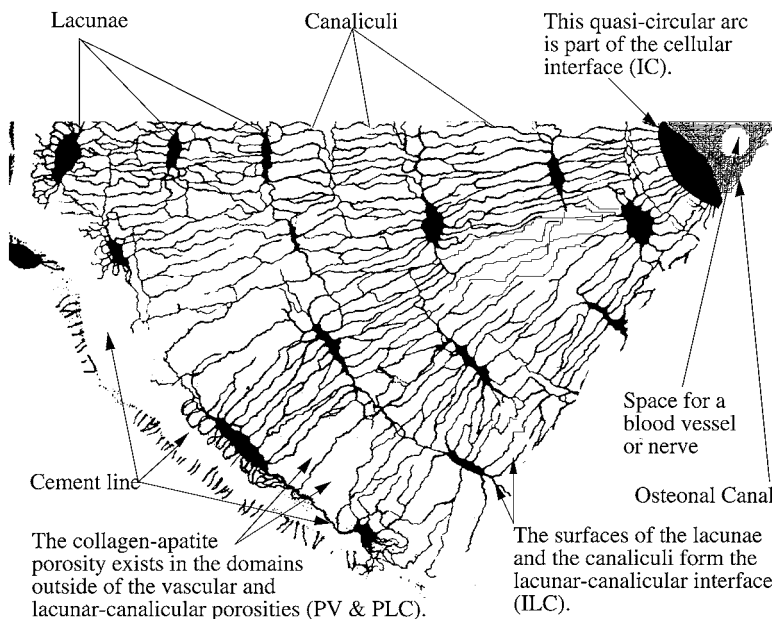 Lacunae
Canaliculi
This quasi-circular arc
is part of the cellular
interface (IC).
Space for a
blood vessel
or nerve
Cement line
Osteonal Canal
The collagen-apatite
porosity exists in the domains
outside of the vascular and
lacunar-canalicular porosities (PV & PLC).
The surfaces of the lacunae
and the canaliculi form the
lacunar-canalicular interface
(ILC).